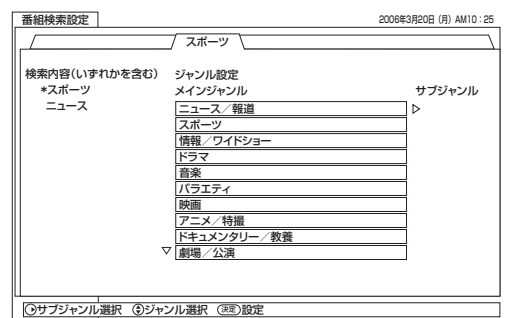 番組検索設定
2006年3月20日 (月) AM10：25
スポーツ
検索内容(いずれかを含む)
*スポーツ
ニュース
ジャンル設定
メインジャンル
サブジャンル
ニュース／報道
スポーツ
情報／ワイドショー
ドラマ
音楽
バラエティ
映画
アニメ／特撮
ドキュメンタリー／教養
劇場／公演
サブジャンル選択 ジャンル選択 決定 設定